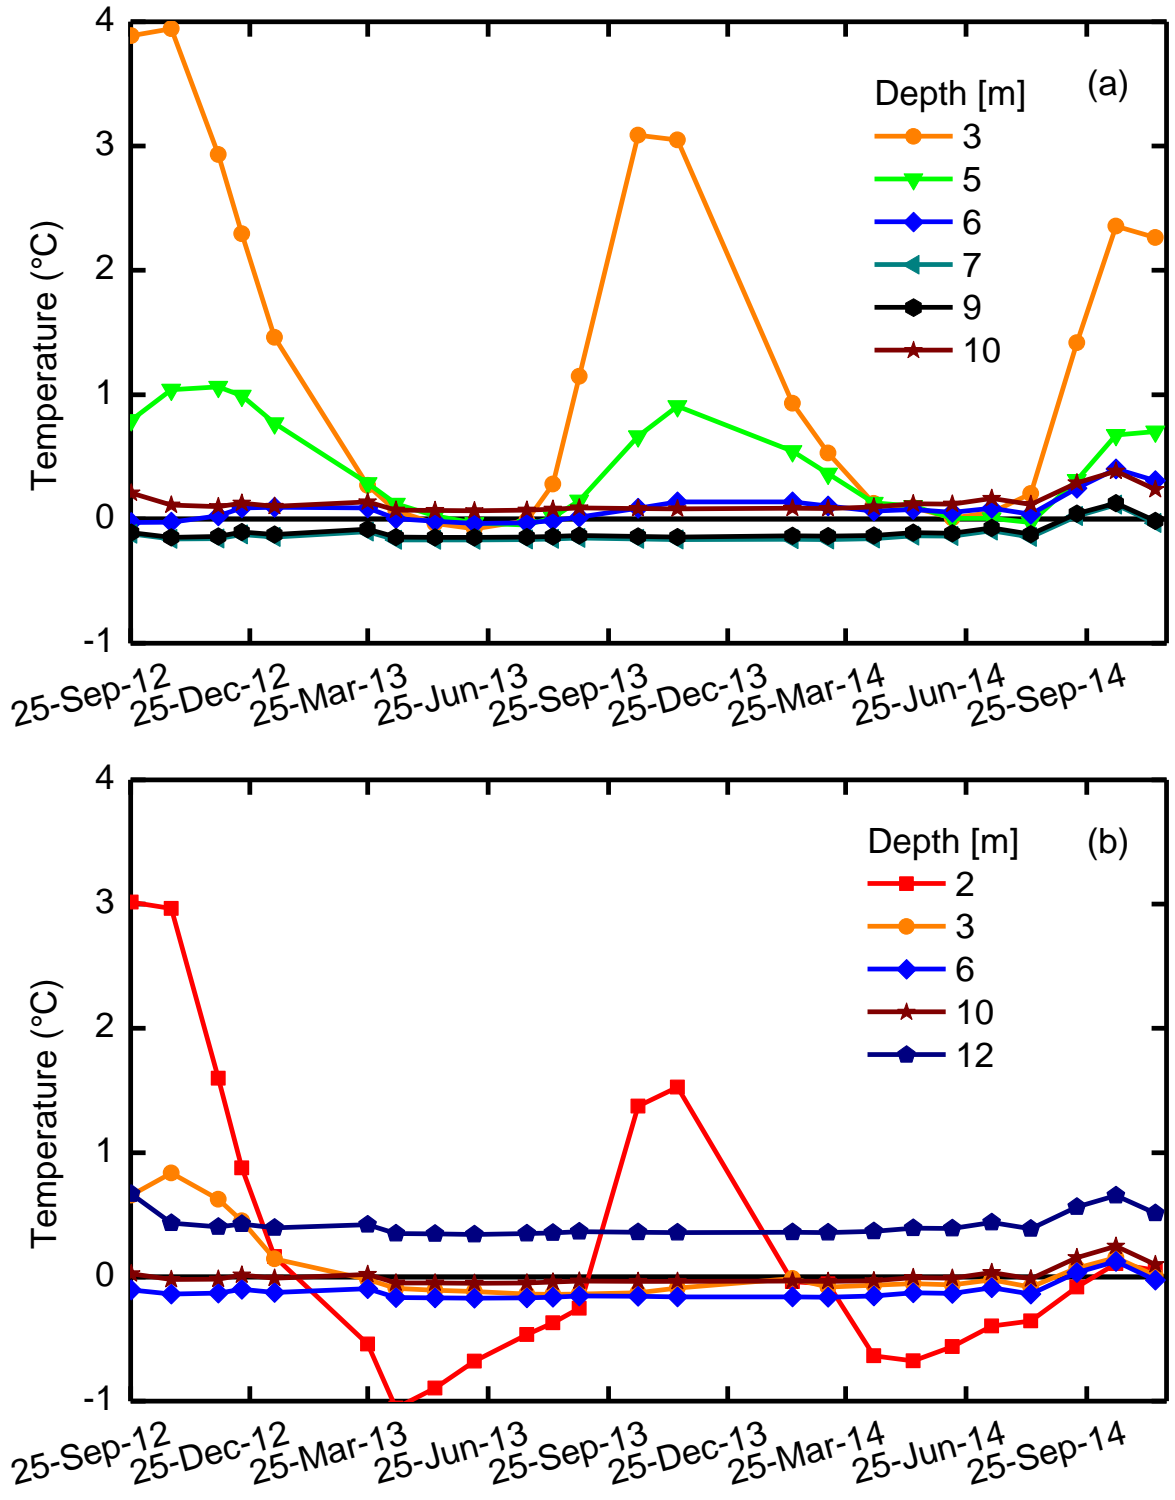 4
3
2
1
0
-1
Temperature (°C)
(a)
Depth [m]
3
5
6
7
9
10
25-Sep-12
25-Dec-12
25-Mar-13
25-Jun-13
25-Sep-13
25-Dec-13
25-Mar-14
25-Jun-14
25-Sep-14
4
3
2
1
0
-1
Temperature (°C)
(b)
Depth [m]
2
3
6
10
12
25-Sep-12
25-Dec-12
25-Mar-13
25-Jun-13
25-Sep-13
25-Dec-13
25-Mar-14
25-Jun-14
25-Sep-14